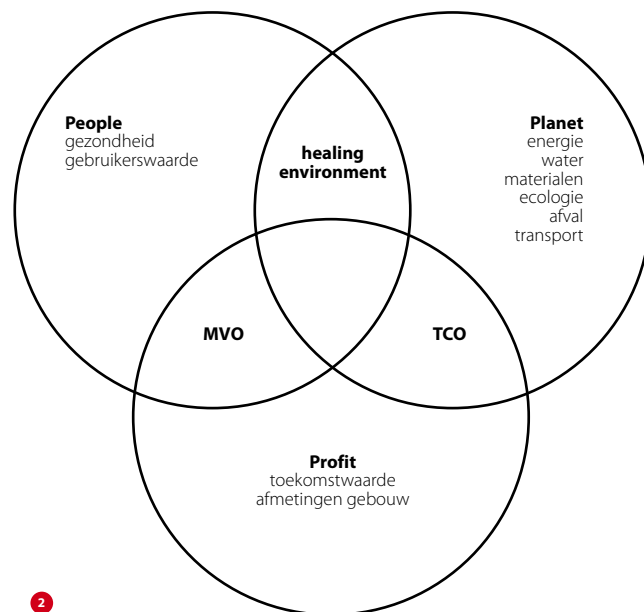 People
gezondheid
gebruikerswaarde
healing
environment
Planet
energie
water
materialen
ecologie
afval
transport
MVO
TCO
Profit
toekomstwaarde
afmetingen gebouw
2